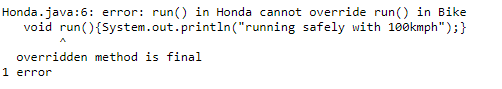 Honda.java:6: error: run() in Honda cannot override run() in Bike
void run(){System.out.println("running safely with 100kmph");}
^
overridden method is final
1 error